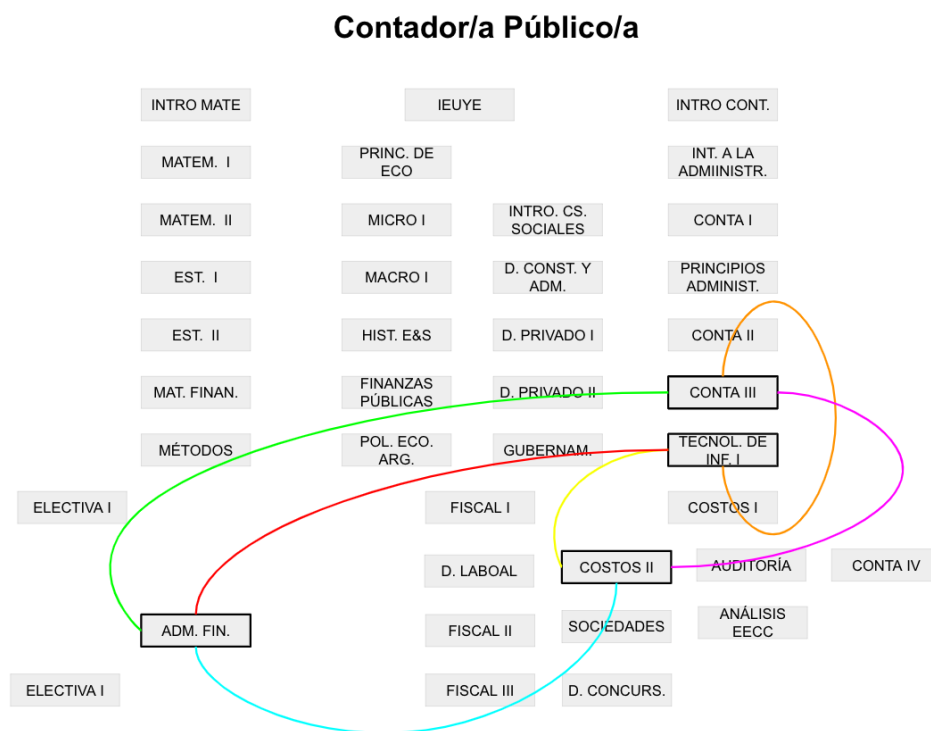 Contador/a Público/a
INTRO MATE
IEUYE
INTRO CONT.
MATEM. I
PRINC. DE
ECO
INT. A LA
ADMIINISTR.
MATEM. II
MICRO I
INTRO. CS.
SOCIALES
CONTA I
EST. I
MACRO I
D. CONST. Y
ADM.
PRINCIPIOS
ADMINIST.
EST. II
HIST. E&S
D. PRIVADO I
CONTA II
MAT. FINAN.
FINANZAS
PÚBLICAS
D. PRIVADO II
CONTA III
MÉTODOS
POL. ECO.
ARG.
GUBERNAM.
TECNOL. DE
INF. I
ELECTIVA I
FISCAL I
COSTOS I
D. LABOAL
COSTOS II
AUDITORÍA
CONTA IV
ADM. FIN.
FISCAL II
SOCIEDADES
ANÁLISIS
EECC
ELECTIVA I
FISCAL III
D. CONCURS.